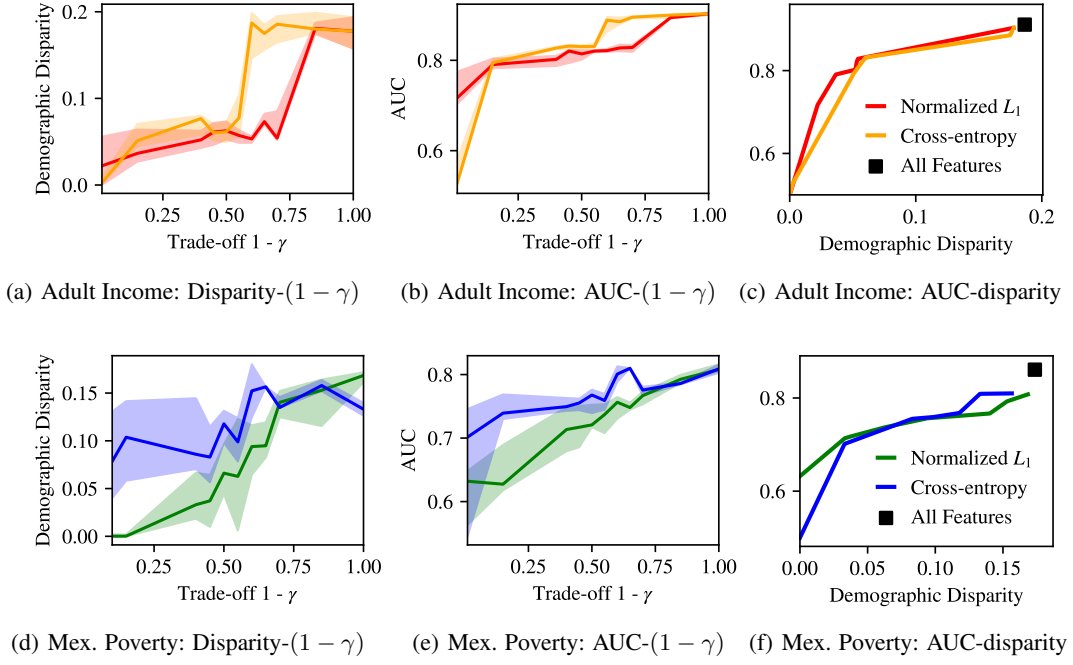 Demographic Disparity
0.2
0.1
0.0
0.25
0.50
0.75
1.00
Trade-off 1 - γ
AUC
0.8
0.6
0.25
0.50
0.75
1.00
Trade-off 1 - γ
0.8
0.6
Normalized L₁
Cross-entropy
All Features
0.0
0.1
0.2
Demographic Disparity
(a) Adult Income: Disparity-(1 − γ)
(b) Adult Income: AUC-(1 − γ)
(c) Adult Income: AUC-disparity
Demographic Disparity
0.15
0.10
0.05
0.00
0.25
0.50
0.75
1.00
Trade-off 1 - γ
AUC
0.8
0.7
0.6
0.25
0.50
0.75
1.00
Trade-off 1 - γ
0.8
0.6
Normalized L₁
Cross-entropy
All Features
0.00
0.05
0.10
0.15
Demographic Disparity
(d) Mex. Poverty: Disparity-(1 − γ)
(e) Mex. Poverty: AUC-(1 − γ)
(f) Mex. Poverty: AUC-disparity